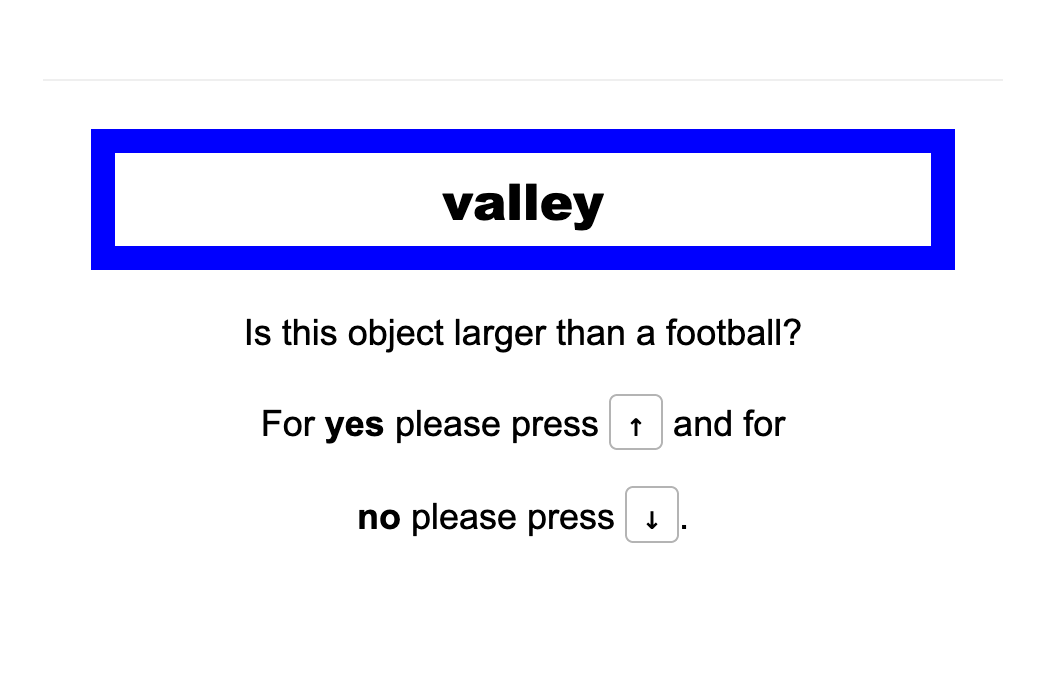 valley
Is this object larger than a football?
For yes please press ↑ and for
no please press ↓.